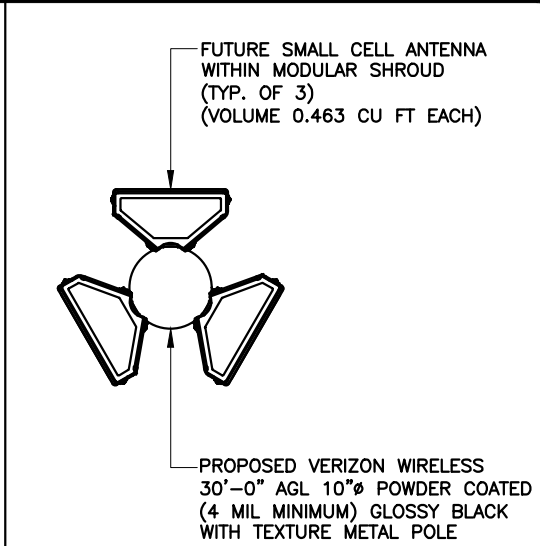 FUTURE SMALL CELL ANTENNA
WITHIN MODULAR SHROUD
(TYP. OF 3)
(VOLUME 0.463 CU FT EACH)
PROPOSED VERIZON WIRELESS
30'-0" AGL 10"ø POWDER COATED
(4 MIL MINIMUM) GLOSSY BLACK
WITH TEXTURE METAL POLE